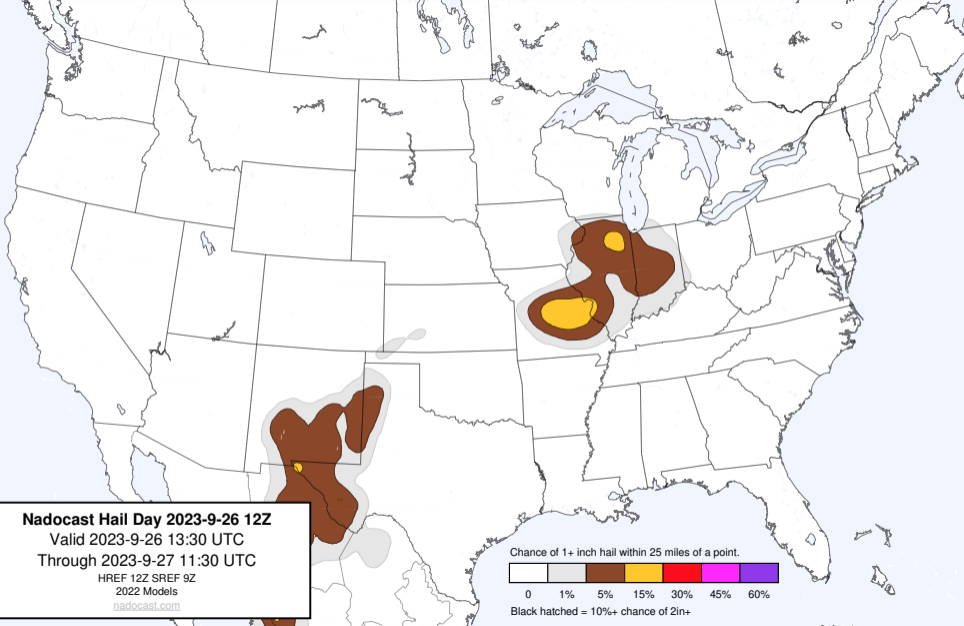 Nadocast Hail Day 2023-9-26 12Z
Valid 2023-9-26 13:30 UTC
Through 2023-9-27 11:30 UTC
HREF 12Z SREF 9Z
2022 Models
nadocast.com
Chance of 1+ inch hail within 25 miles of a point.
0 1% 5% 15% 30% 45% 60%
Black hatched = 10%+ chance of 2in+